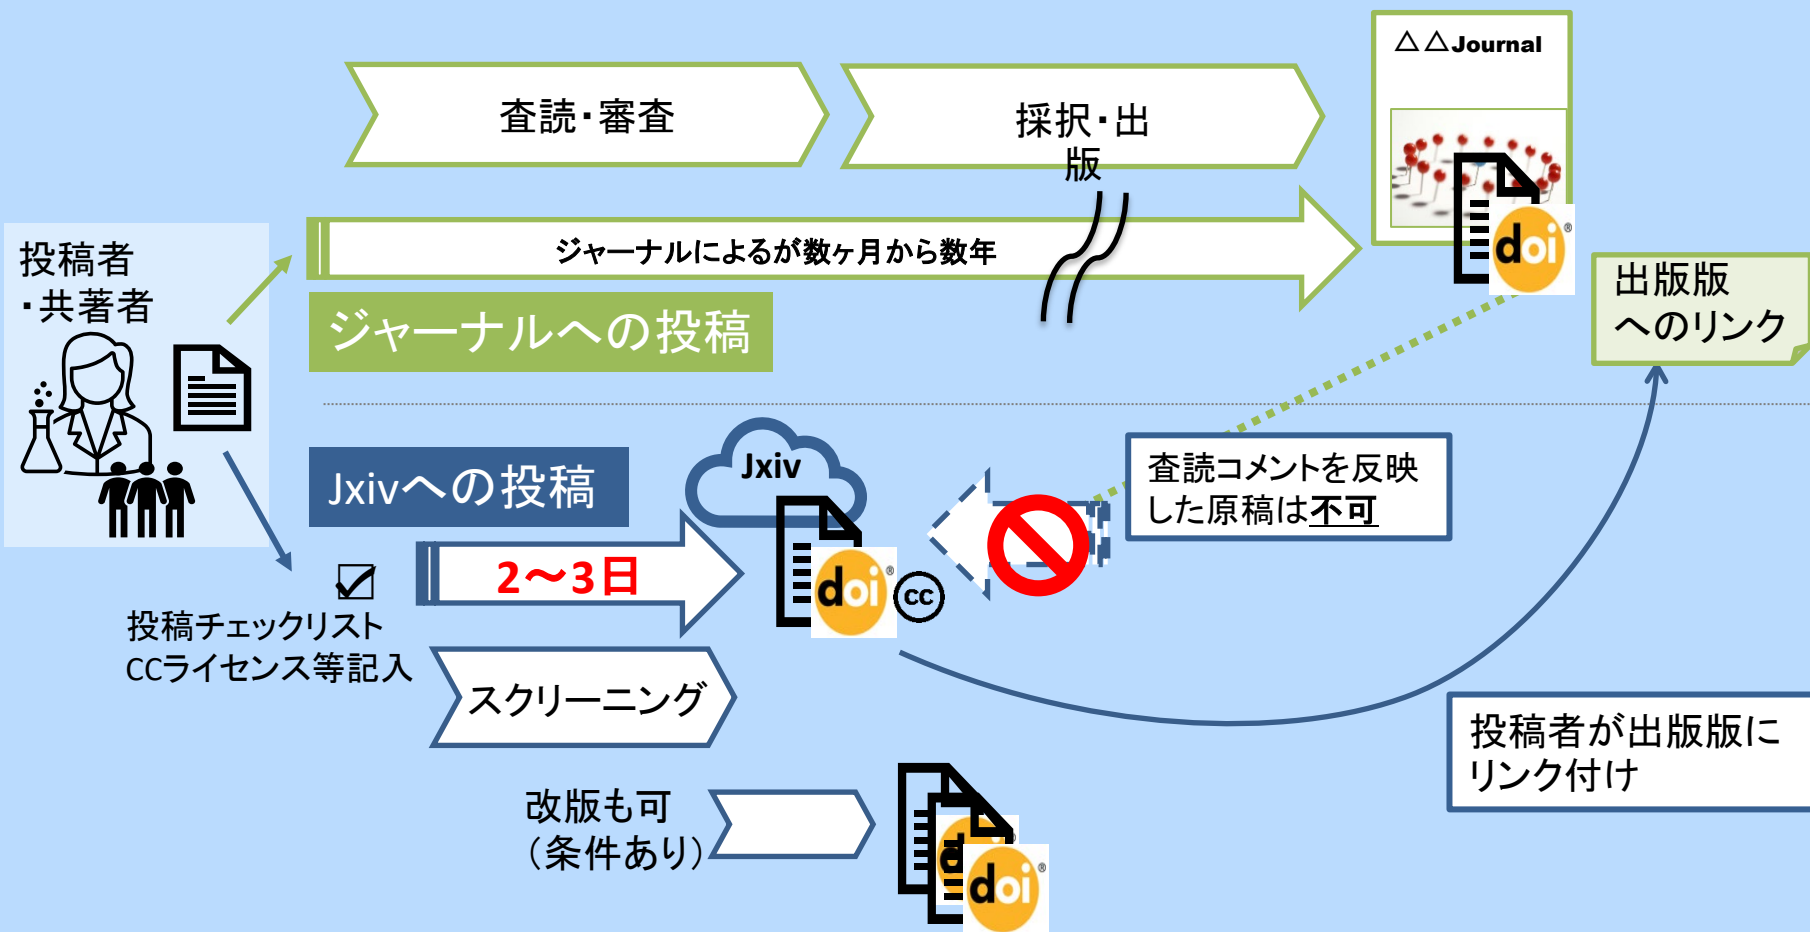 △△Journal
査読・審査
採択・出
版
ジャーナルによるが数ヶ月から数年
doi®
投稿者
・共著者
ジャーナルへの投稿
出版版
へのリンク
Jxivへの投稿
Jxiv
査読コメントを反映
した原稿は不可
2～3日
doi®
cc
投稿チェックリスト
CCライセンス等記入
スクリーニング
投稿者が出版版に
リンク付け
改版も可
（条件あり）
doi®
doi®